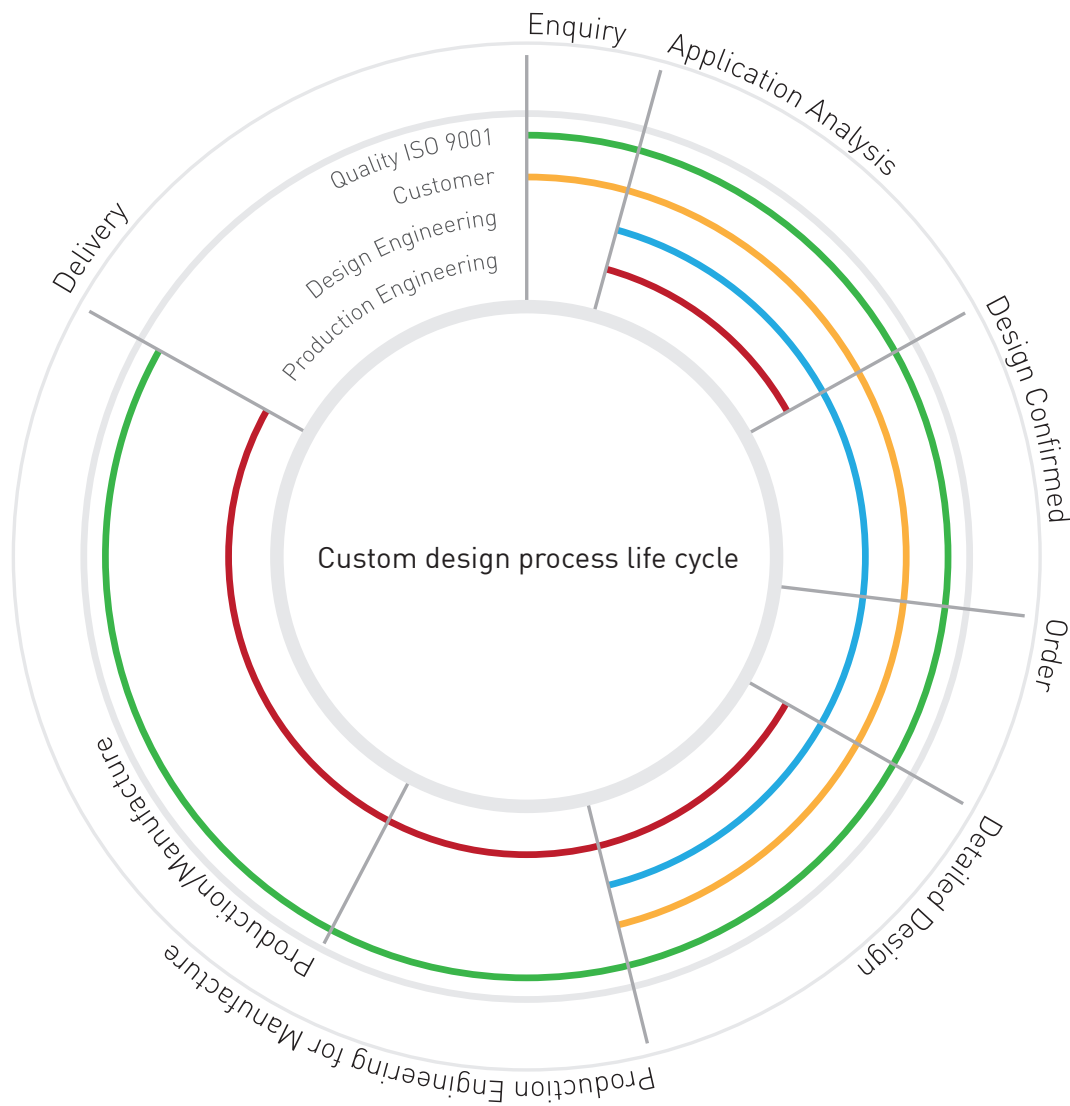 Enquiry
Application Analysis
Design Confirmed
Order
Detailed Design
Production Engineering for Manufacture
Production/Manufacture
Delivery
Quality ISO 9001
Customer
Design Engineering
Production Engineering
Custom design process life cycle